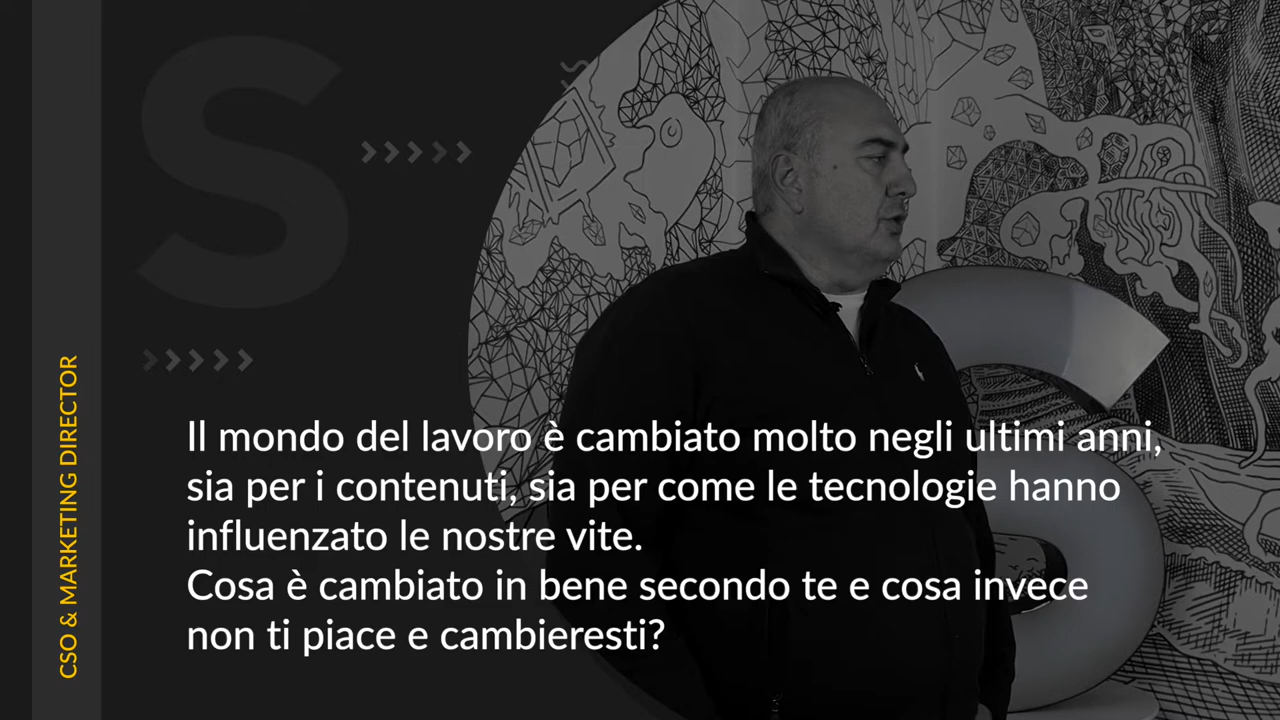 S
CSO & MARKETING DIRECTOR
Il mondo del lavoro è cambiato molto negli ultimi anni,
sia per i contenuti, sia per come le tecnologie hanno
influenzato le nostre vite.
Cosa è cambiato in bene secondo te e cosa invece
non ti piace e cambieresti?